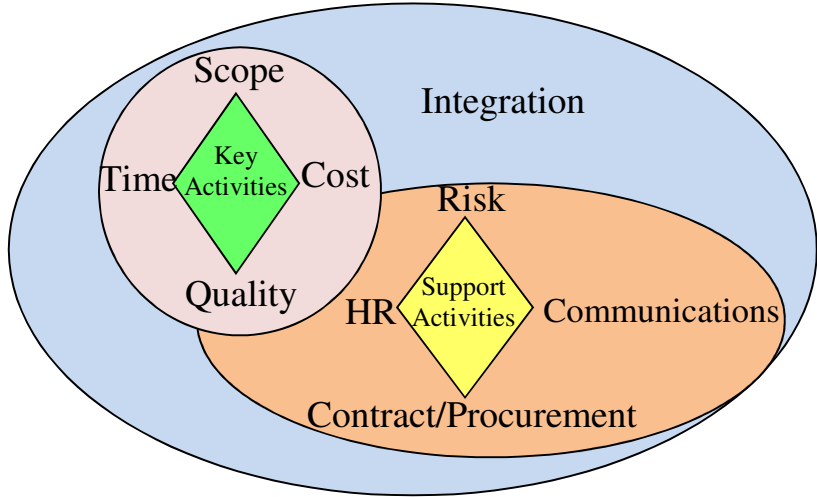 Scope
Integration
Key
Activities
Time
Cost
Quality
Risk
Support
Activities
HR
Communications
Contract/Procurement